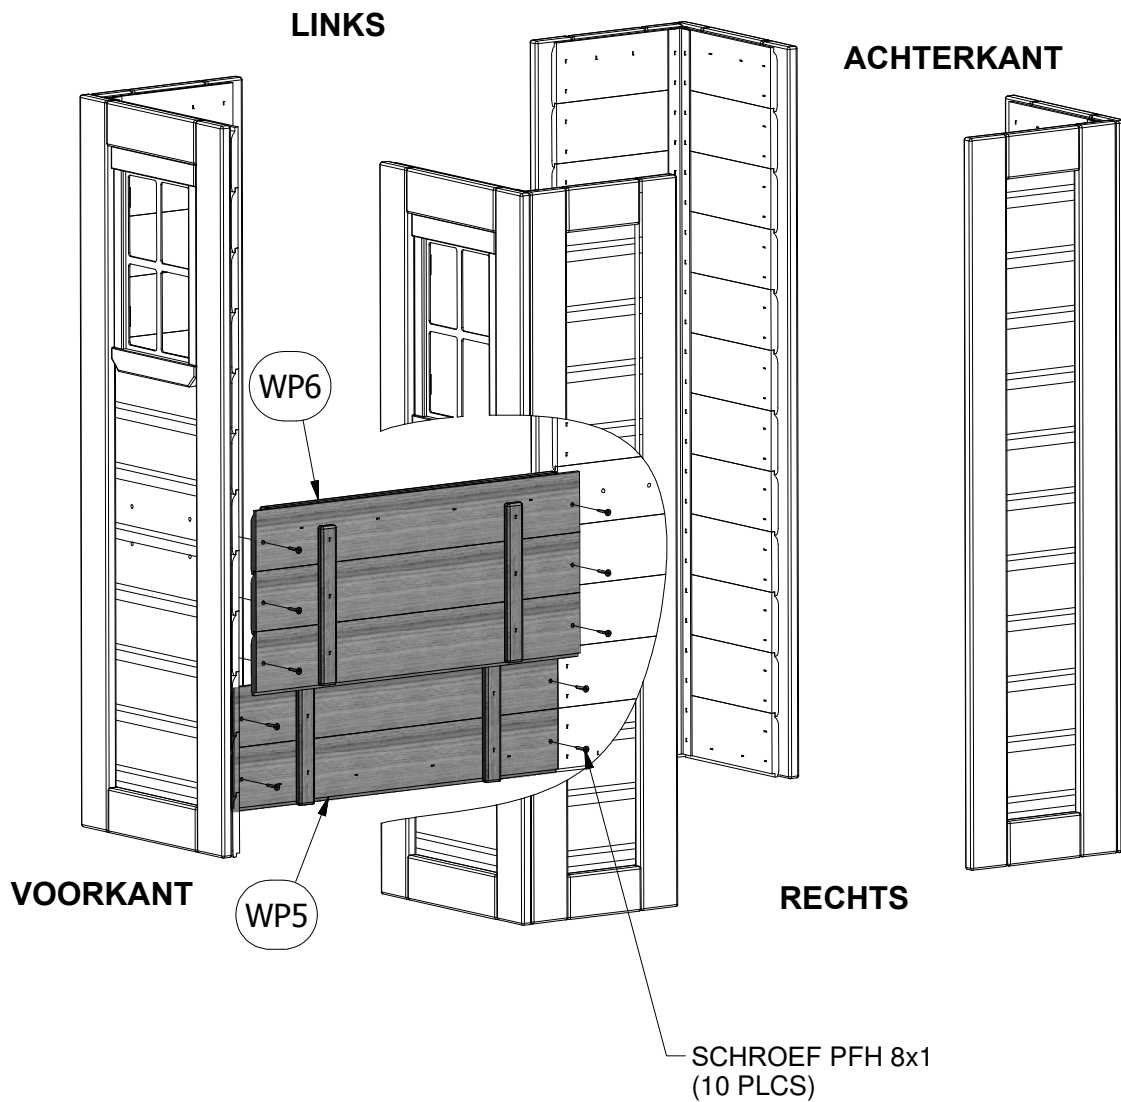 LINKS
ACHTERKANT
WP6
VOORKANT
WP5
RECHTS
SCHROEF PFH 8x1
(10 PLCS)